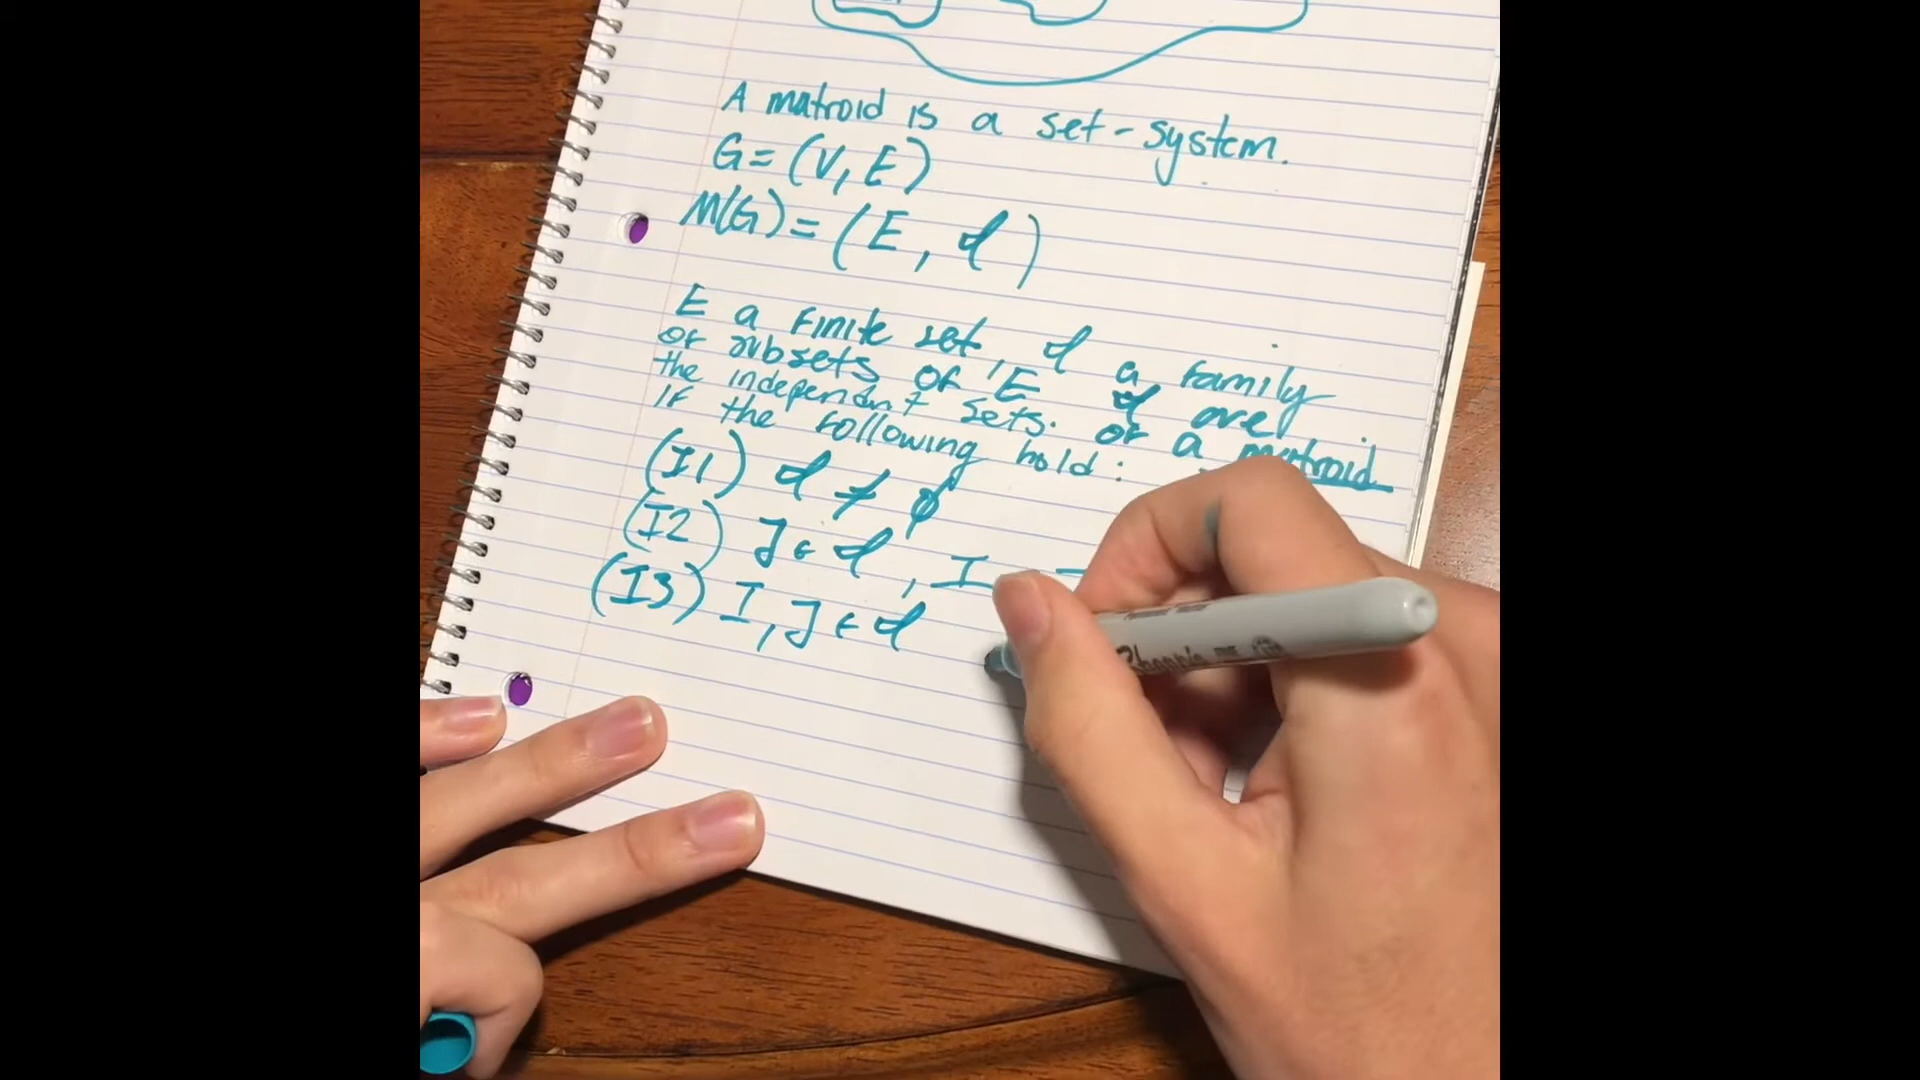 A matroid is a set-system.
G = (V, E)
M(G) = (E, ℐ)
E a finite set, ℐ a family
of subsets of E ℐ are
the independent sets. of a matroid
if the following hold:
(I1) ℐ ≠ ∅
(I2) J ∈ ℐ, I
(I3) I, J ∈ ℐ
Sharpie